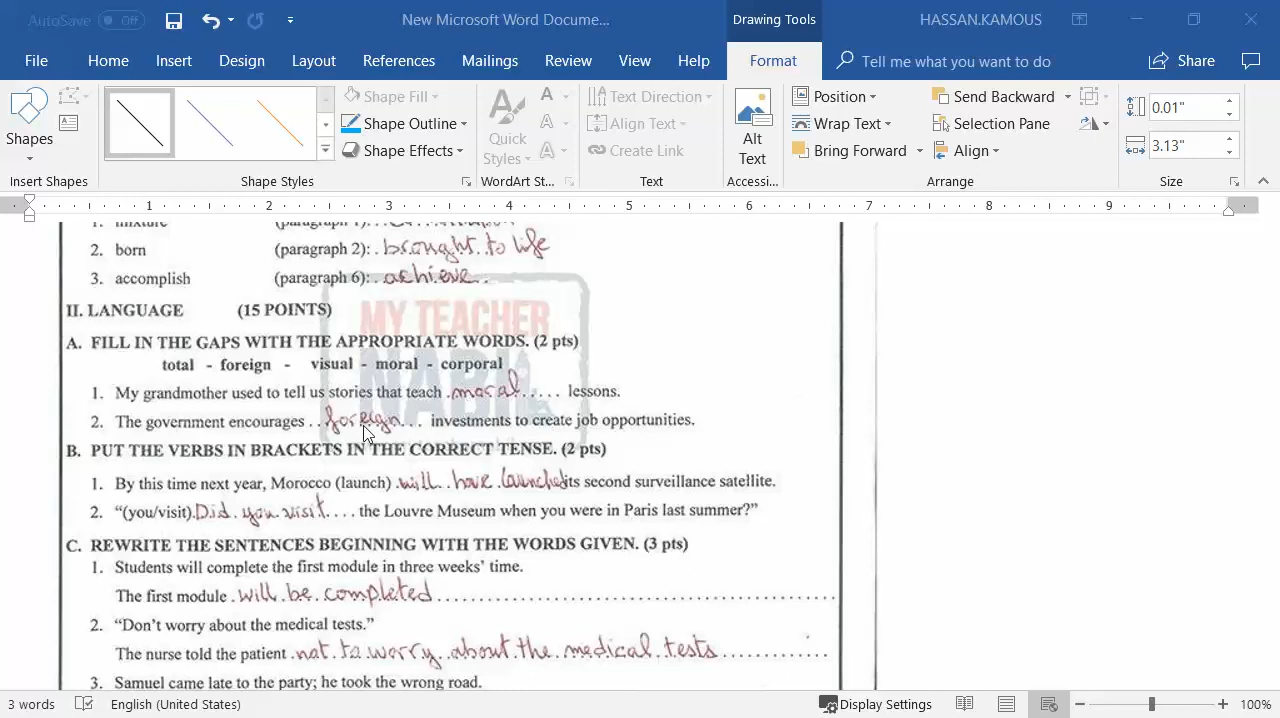 AutoSave Off New Microsoft Word Docume... Drawing Tools HASSAN.KAMOUS
File Home Insert Design Layout References Mailings Review View Help Format Tell me what you want to do Share
Shapes
Insert Shapes
Shape Fill
Shape Outline
Shape Effects
Shape Styles
Quick Styles
WordArt St...
Text Direction
Align Text
Create Link
Text
Alt Text
Accessi...
Position
Wrap Text
Bring Forward
Send Backward
Selection Pane
Align
Arrange
0.01"
3.13"
Size
1 2 3 4 5 6 7 8 9
1. mixture (paragraph 1):
2. born (paragraph 2): brought to life
3. accomplish (paragraph 6): achieve
II. LANGUAGE (15 POINTS)
MY TEACHER
NABIL
A. FILL IN THE GAPS WITH THE APPROPRIATE WORDS. (2 pts)
total - foreign - visual - moral - corporal
1. My grandmother used to tell us stories that teach moral..... lessons.
2. The government encourages ..foreign... investments to create job opportunities.
B. PUT THE VERBS IN BRACKETS IN THE CORRECT TENSE. (2 pts)
1. By this time next year, Morocco (launch) will have launched its second surveillance satellite.
2. "(you/visit) Did you visit.... the Louvre Museum when you were in Paris last summer?"
C. REWRITE THE SENTENCES BEGINNING WITH THE WORDS GIVEN. (3 pts)
1. Students will complete the first module in three weeks' time.
The first module will be completed
2. "Don't worry about the medical tests."
The nurse told the patient not to worry about the medical tests
3. Samuel came late to the party; he took the wrong road.
3 words English (United States) Display Settings 100%